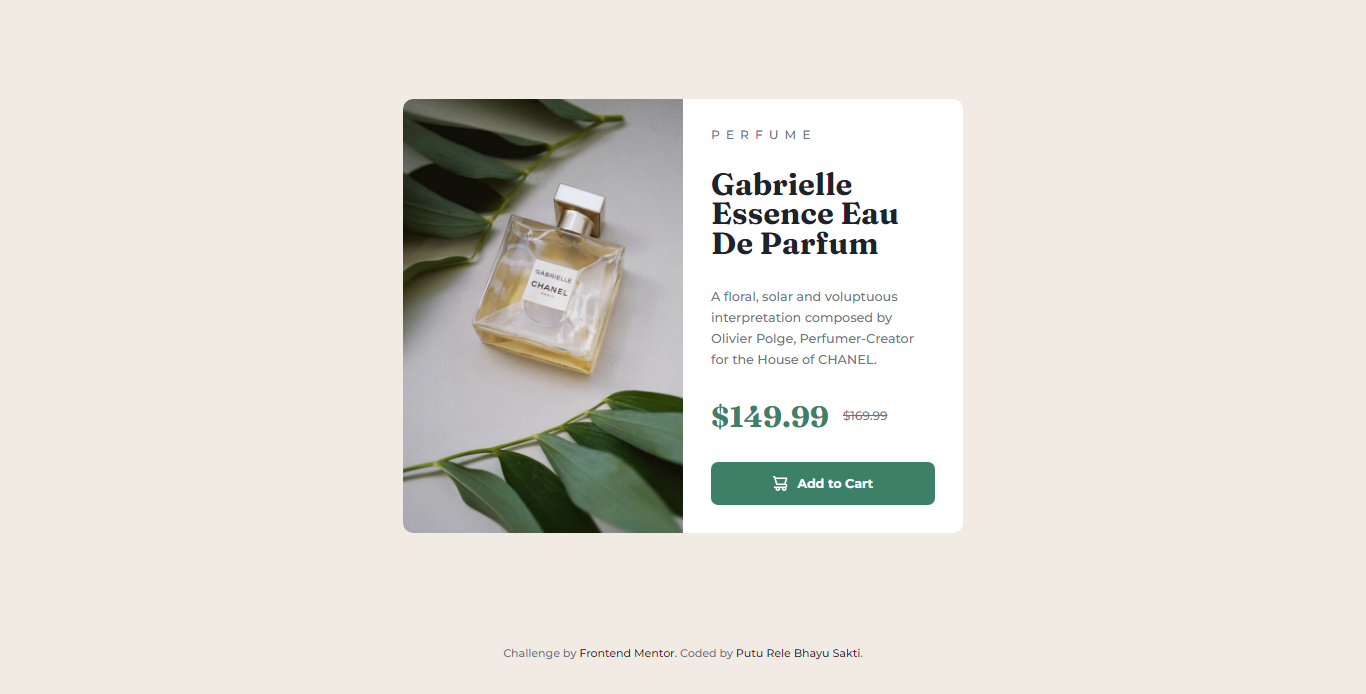 GABRIELLE
CHANEL
PARIS
PERFUME
Gabrielle
Essence Eau
De Parfum
A floral, solar and voluptuous
interpretation composed by
Olivier Polge, Perfumer-Creator
for the House of CHANEL.
$149.99 $169.99
Add to Cart
Challenge by Frontend Mentor. Coded by Putu Rele Bhayu Sakti.